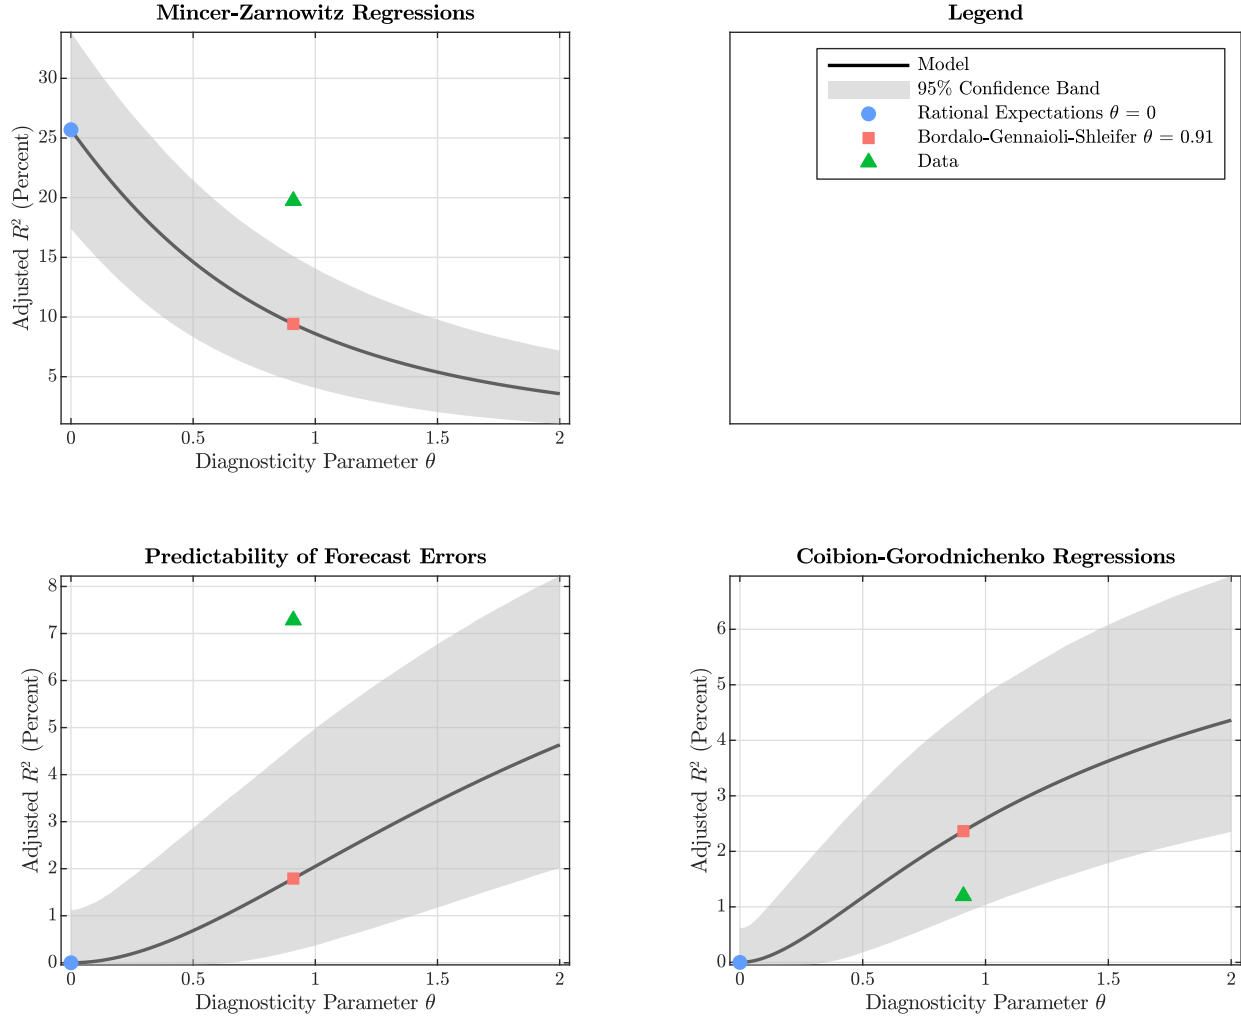 Mincer-Zarnowitz Regressions
Adjusted R² (Percent)
30
25
20
15
10
5
0
0.5
1
1.5
2
Diagnosticity Parameter θ
Legend
Model
95% Confidence Band
Rational Expectations θ = 0
Bordalo-Gennaioli-Shleifer θ = 0.91
Data
Predictability of Forecast Errors
Adjusted R² (Percent)
8
7
6
5
4
3
2
1
0
0
0.5
1
1.5
2
Diagnosticity Parameter θ
Coibion-Gorodnichenko Regressions
Adjusted R² (Percent)
6
5
4
3
2
1
0
0
0.5
1
1.5
2
Diagnosticity Parameter θ